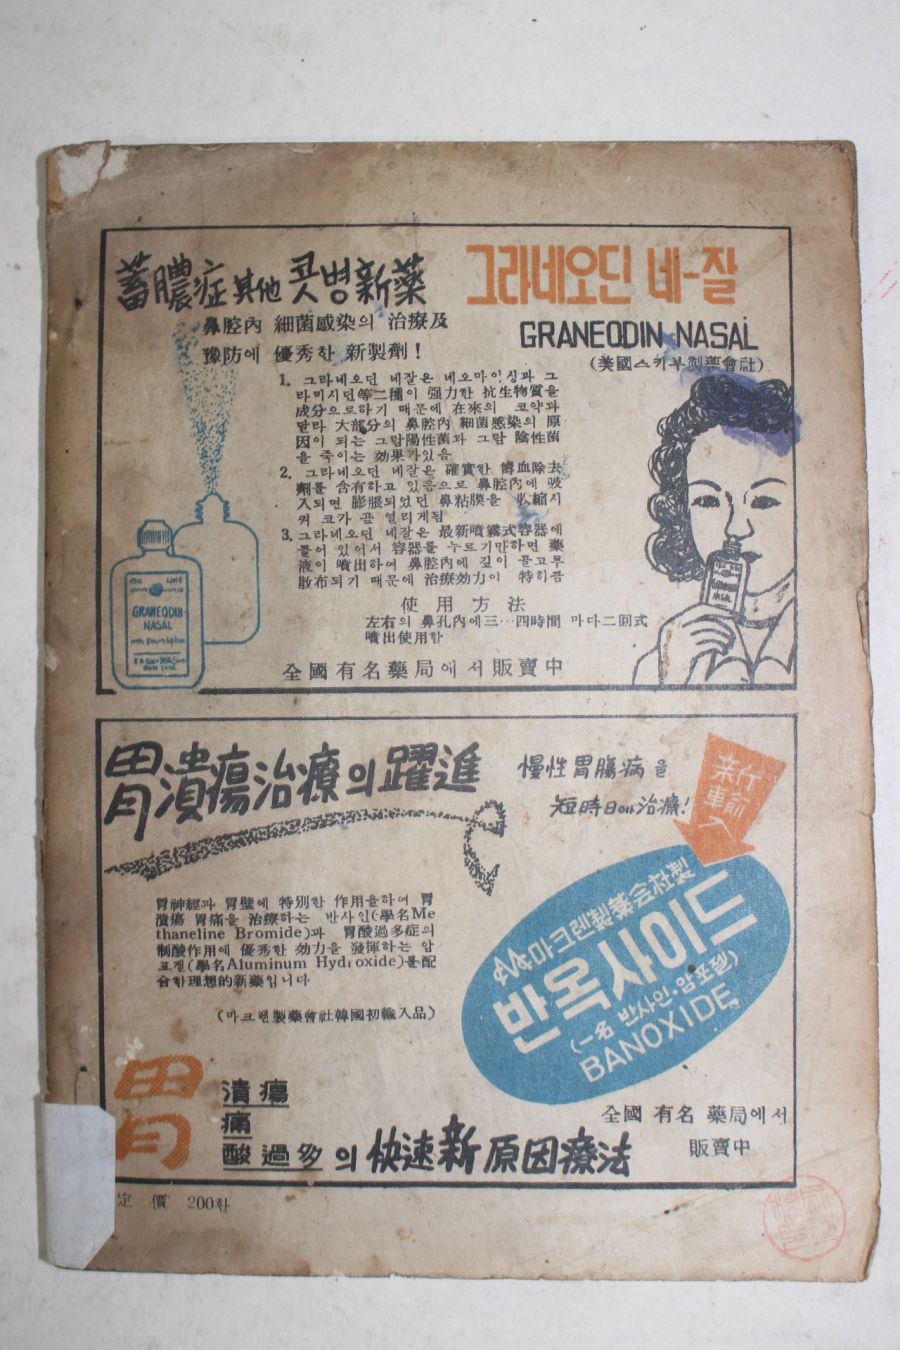 蓄膿症 其他 콧병新藥
鼻腔內 細菌感染의 治療及
豫防에 優秀한 新製劑!
그라네오딘 네-잘
GRANEODIN NASAL
(美國스키부製藥會社)
1. 그라네오딘 네잘은 네오마이싱과 그
라미시딘等二種이 强力한 抗生物質을
成分으로하기 때문에 在來의 코약과
달라 大部分의 鼻腔內 細菌感染의 原
因이 되는 그람陽性菌과 그람 陰性菌
을 죽이는 効果가있음
2. 그라네오딘 네잘은 確實한 欝血除去
劑를 含有하고 있음으로 鼻腔內에 吸
入되면 膨脹되었던 鼻粘膜을 收縮시
켜 코가 곧 열리게됨
3. 그라네오딘 네잘은 最新噴霧式容器에
들어 있어서 容器를 누르기만하면 藥
液이 噴出하여 鼻腔內에 깊이 골고루
散布되기 때문에 治療効力이 特히큼
使用方法
左右의 鼻孔內에三…四時間 마다二回式
噴出使用함
全國有名藥局에서販賣中
GRANEODIN
NASAL
胃潰瘍治療의躍進
慢性胃膓病을
短時日에治療!
新
輸
入
胃神經과 胃壁에 特別한 作用을하여 胃
潰瘍 胃痛을 治療하는 반사인(學名Me
thaneline Bromide)과 胃酸過多症의
制酸作用에 優秀한 効力을 發揮하는 암
포젤(學名Aluminum Hydroxide)를配
合한理想的新藥입니다
(마크렌製藥會社韓國初輸入品)
마크렌製藥会社製
반옥사이드
(一名 반사인·암포젤)
BANOXIDE
胃
潰瘍
痛
酸過多의 快速新原因療法
全國 有名 藥局에서
販賣中
定價 200환